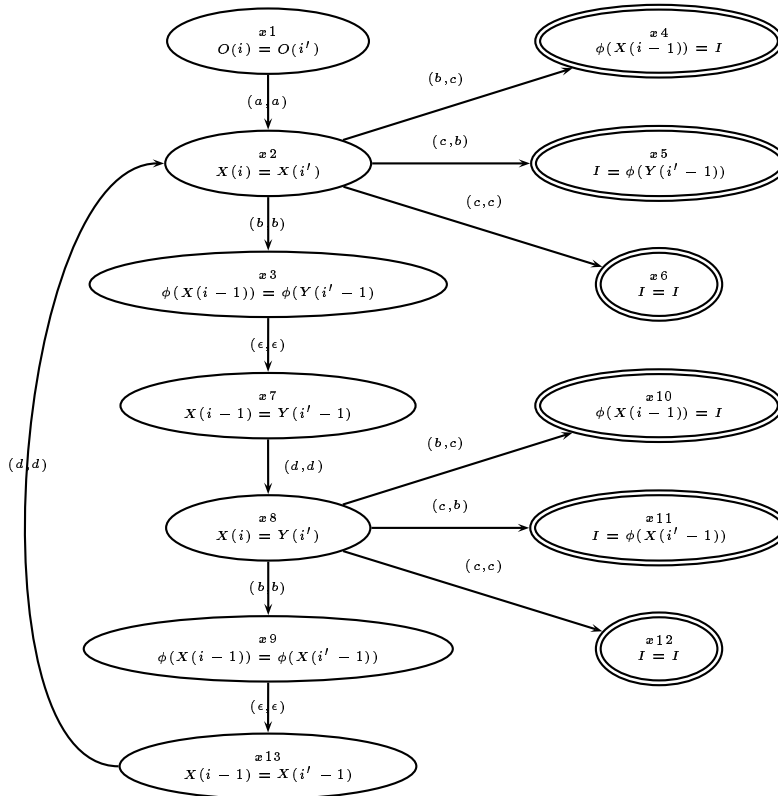 x1
O(i) = O(i′)
x4
ϕ(X(i − 1)) = I
(b,c)
(a,a)
x2
X(i) = X(i′)
(c,b)
x5
I = ϕ(Y(i′ − 1))
(c,c)
(b,b)
x3
ϕ(X(i − 1)) = ϕ(Y(i′ − 1)
x6
I = I
(ϵ,ϵ)
x7
X(i − 1) = Y(i′ − 1)
x10
ϕ(X(i − 1)) = I
(b,c)
(d,d)
(d,d)
x8
X(i) = Y(i′)
(c,b)
x11
I = ϕ(X(i′ − 1))
(c,c)
(b,b)
x9
ϕ(X(i − 1)) = ϕ(X(i′ − 1))
x12
I = I
(ϵ,ϵ)
x13
X(i − 1) = X(i′ − 1)